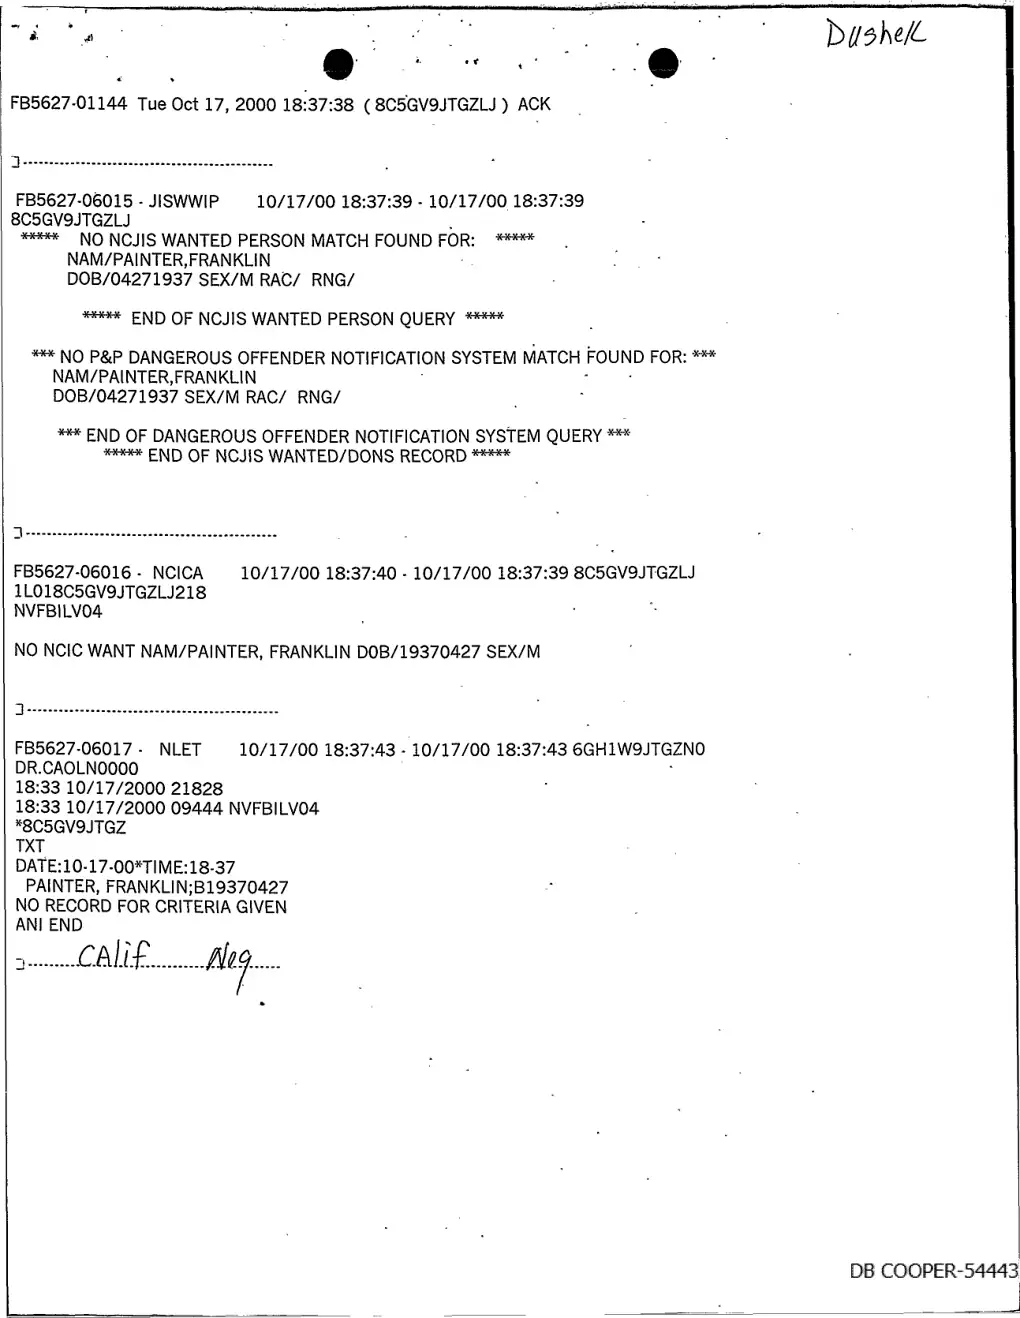 Dushek
FB5627-01144 Tue Oct 17, 2000 18:37:38 ( 8C5GV9JTGZLJ ) ACK
FB5627-06015 - JISWWIP 10/17/00 18:37:39 - 10/17/00 18:37:39
8C5GV9JTGZLJ
***** NO NCJIS WANTED PERSON MATCH FOUND FOR: *****
NAM/PAINTER,FRANKLIN
DOB/04271937 SEX/M RAC/ RNG/
***** END OF NCJIS WANTED PERSON QUERY *****
*** NO P&P DANGEROUS OFFENDER NOTIFICATION SYSTEM MATCH FOUND FOR: ***
NAM/PAINTER,FRANKLIN
DOB/04271937 SEX/M RAC/ RNG/
*** END OF DANGEROUS OFFENDER NOTIFICATION SYSTEM QUERY ***
***** END OF NCJIS WANTED/DONS RECORD *****
FB5627-06016 - NCICA 10/17/00 18:37:40 - 10/17/00 18:37:39 8C5GV9JTGZLJ
1L018C5GV9JTGZLJ218
NVFBILV04
NO NCIC WANT NAM/PAINTER, FRANKLIN DOB/19370427 SEX/M
FB5627-06017 - NLET 10/17/00 18:37:43 - 10/17/00 18:37:43 6GH1W9JTGZN0
DR.CAOLN0000
18:33 10/17/2000 21828
18:33 10/17/2000 09444 NVFBILV04
*8C5GV9JTGZ
TXT
DATE:10-17-00*TIME:18-37
PAINTER, FRANKLIN;B19370427
NO RECORD FOR CRITERIA GIVEN
ANI END
CAlif Neg
DB COOPER-54443